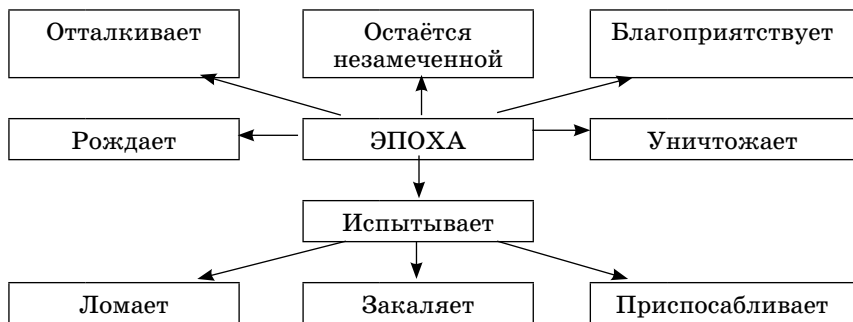 Отталкивает
Остаётся
незамеченной
Благоприятствует
Рождает
ЭПОХА
Уничтожает
Испытывает
Ломает
Закаляет
Приспосабливает